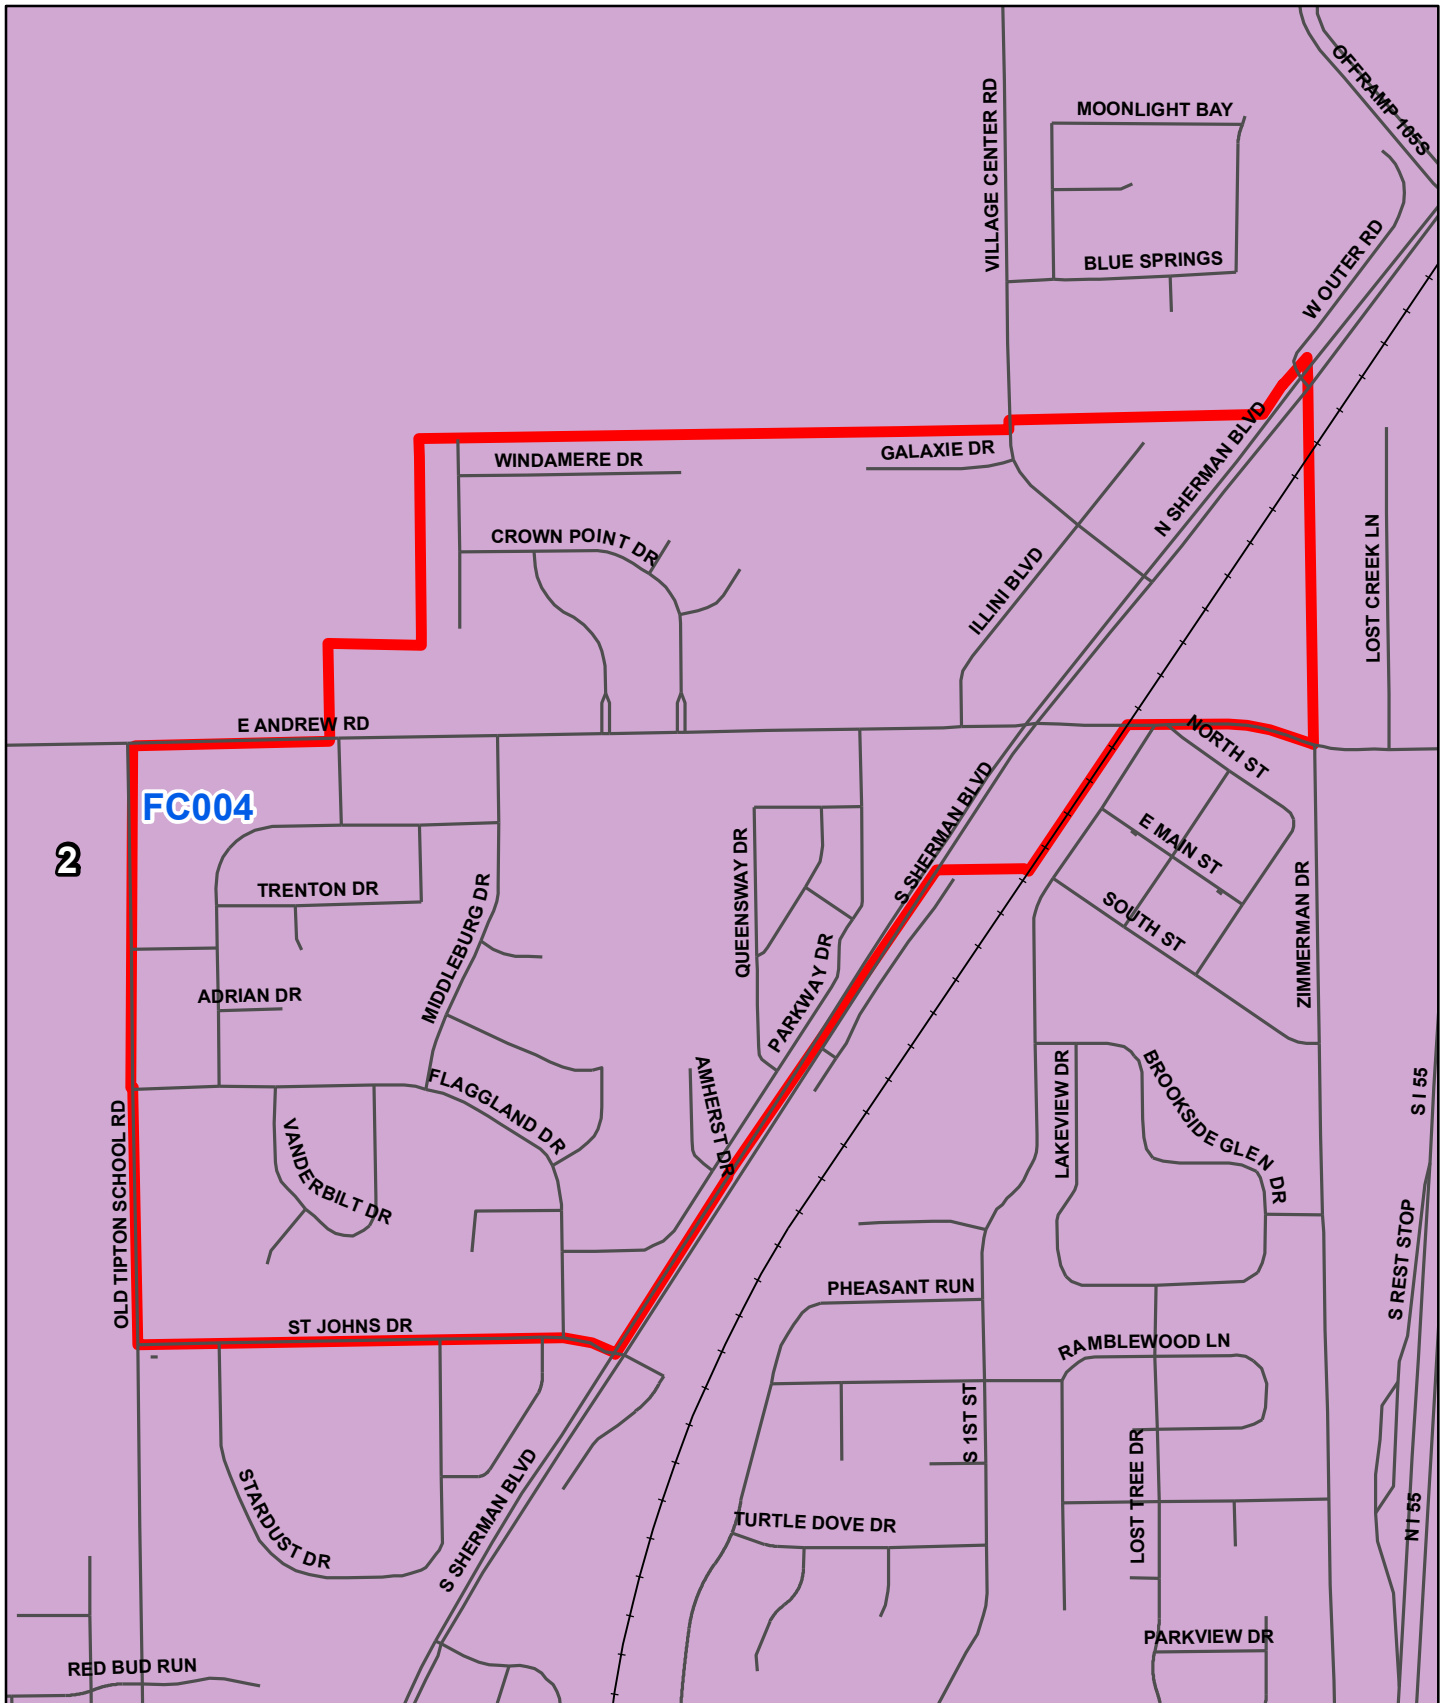 OFFRAMP 105S
MOONLIGHT BAY
VILLAGE CENTER RD
BLUE SPRINGS
W OUTER RD
N SHERMAN BLVD
GALAXIE DR
WINDAMERE DR
CROWN POINT DR
ILLINI BLVD
LOST CREEK LN
E ANDREW RD
NORTH ST
FC004
2
S SHERMAN BLVD
E MAIN ST
QUEENSWAY DR
TRENTON DR
MIDDLEBURG DR
SOUTH ST
ZIMMERMAN DR
PARKWAY DR
ADRIAN DR
AMHERST DR
FLAGGLAND DR
LAKEVIEW DR
BROOKSIDE GLEN DR
S I 55
VANDERBILT DR
OLD TIPTON SCHOOL RD
S REST STOP
PHEASANT RUN
ST JOHNS DR
RAMBLEWOOD LN
S 1ST ST
LOST TREE DR
N I 55
STARDUST DR
S SHERMAN BLVD
TURTLE DOVE DR
PARKVIEW DR
RED BUD RUN